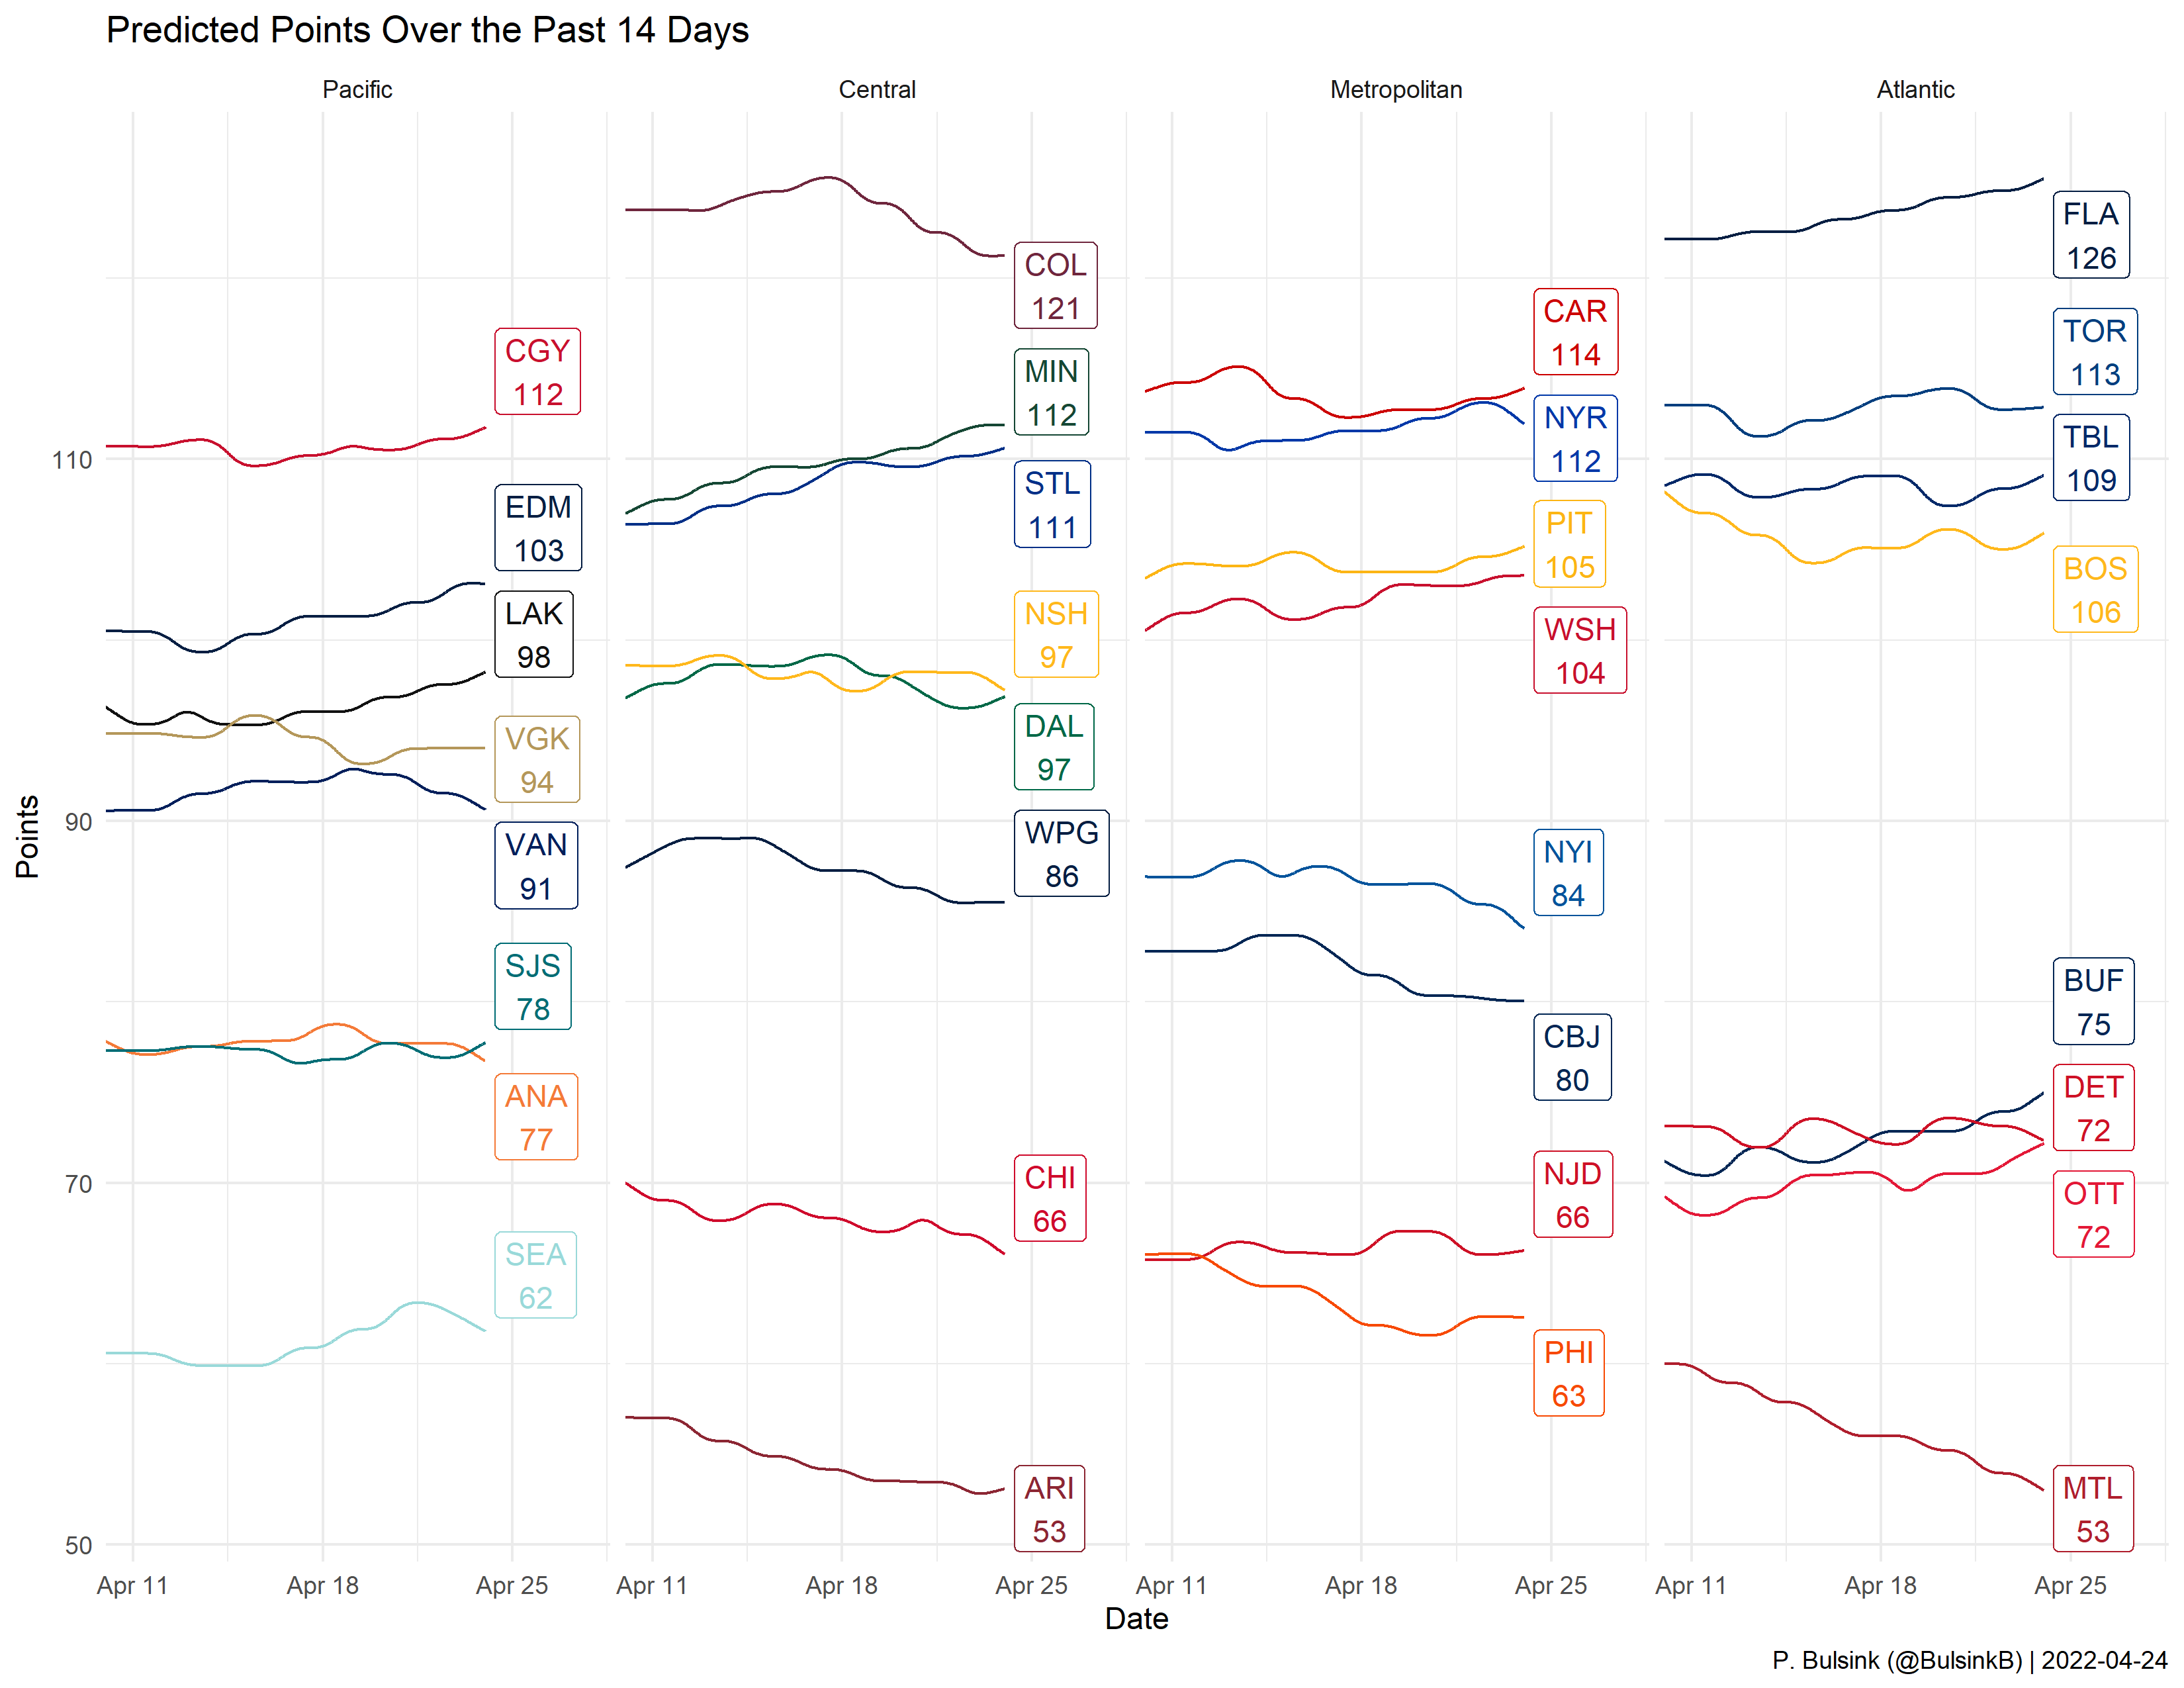 Predicted Points Over the Past 14 Days
Pacific
Central
Metropolitan
Atlantic
Points
110
90
70
50
CGY
112
EDM
103
LAK
98
VGK
94
VAN
91
SJS
78
ANA
77
SEA
62
COL
121
MIN
112
STL
111
NSH
97
DAL
97
WPG
86
CHI
66
ARI
53
CAR
114
NYR
112
PIT
105
WSH
104
NYI
84
CBJ
80
NJD
66
PHI
63
FLA
126
TOR
113
TBL
109
BOS
106
BUF
75
DET
72
OTT
72
MTL
53
Apr 11 Apr 18 Apr 25 Apr 11 Apr 18 Apr 25 Apr 11 Apr 18 Apr 25 Apr 11 Apr 18 Apr 25
Date
P. Bulsink (@BulsinkB) | 2022-04-24